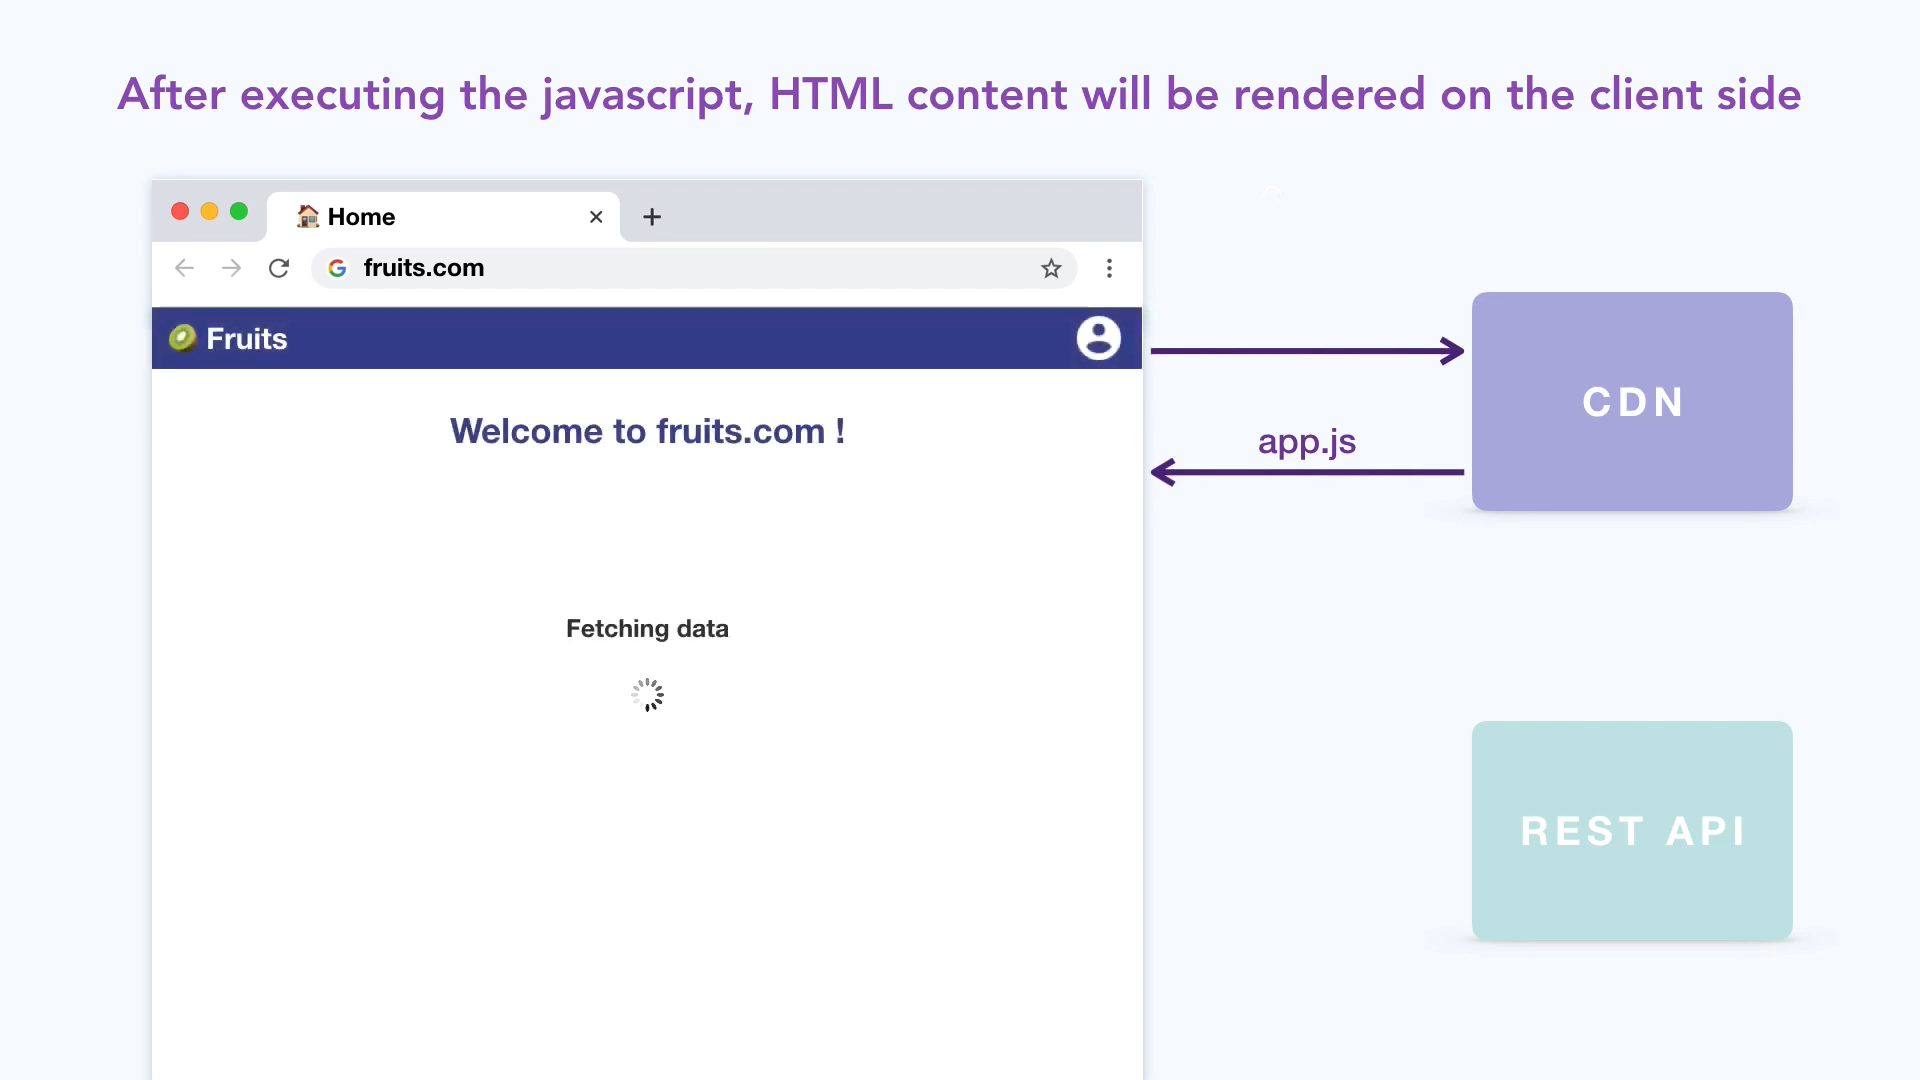 After executing the javascript, HTML content will be rendered on the client side
Home
fruits.com
Fruits
Welcome to fruits.com !
CDN
app.js
Fetching data
REST API